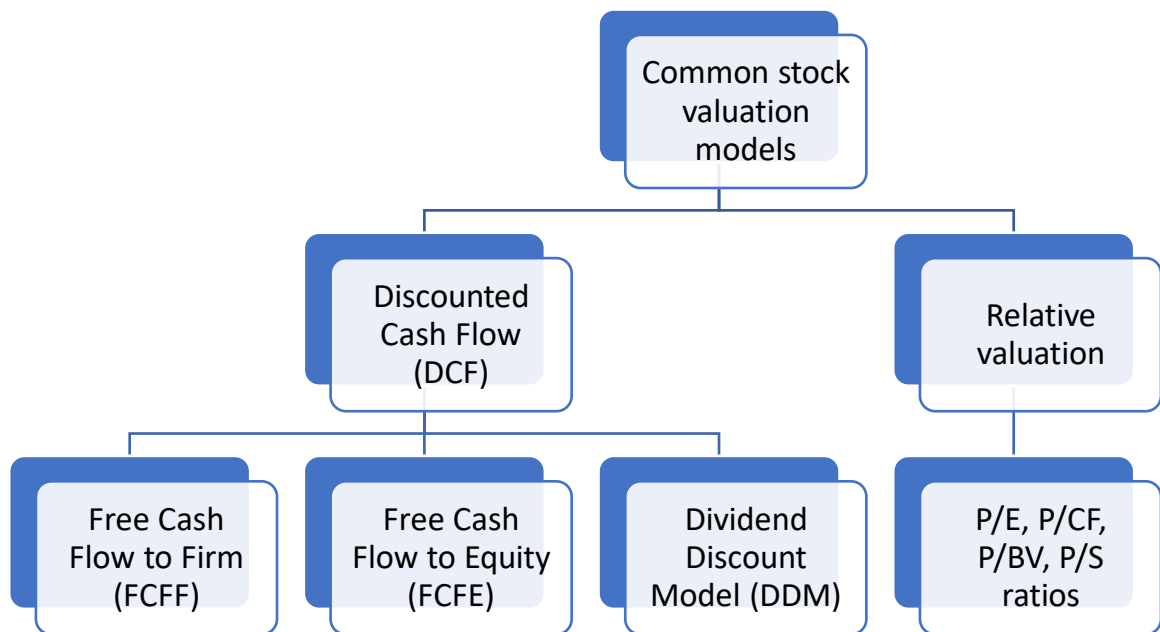 Common stock
valuation
models
Discounted
Cash Flow
(DCF)
Relative
valuation
Free Cash
Flow to Firm
(FCFF)
Free Cash
Flow to Equity
(FCFE)
Dividend
Discount
Model (DDM)
P/E, P/CF,
P/BV, P/S
ratios